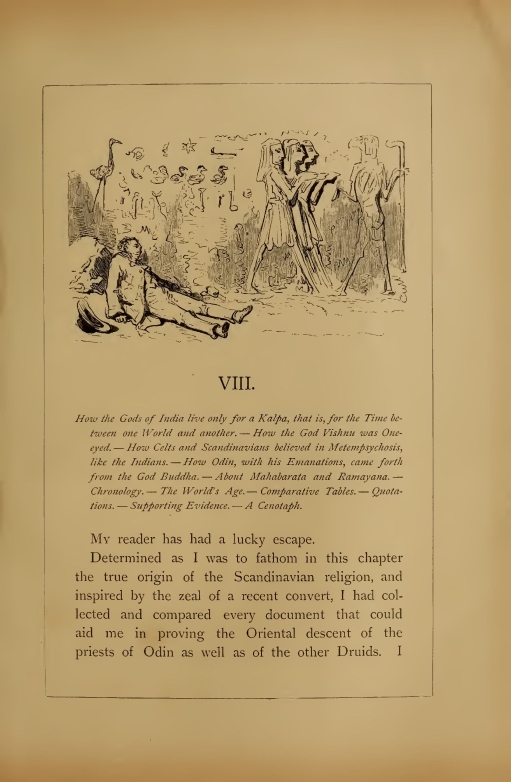 VIII.
How the Gods of India live only for a Kalpa, that is, for the Time be-
tween one World and another. — How the God Vishnu was One-
eyed. — How Celts and Scandinavians believed in Metempsychosis,
like the Indians. — How Odin, with his Emanations, came forth
from the God Buddha. — About Mahabarata and Ramayana. —
Chronology. — The World's Age. — Comparative Tables. — Quota-
tions. — Supporting Evidence. — A Cenotaph.
My reader has had a lucky escape.
Determined as I was to fathom in this chapter
the true origin of the Scandinavian religion, and
inspired by the zeal of a recent convert, I had col-
lected and compared every document that could
aid me in proving the Oriental descent of the
priests of Odin as well as of the other Druids. I